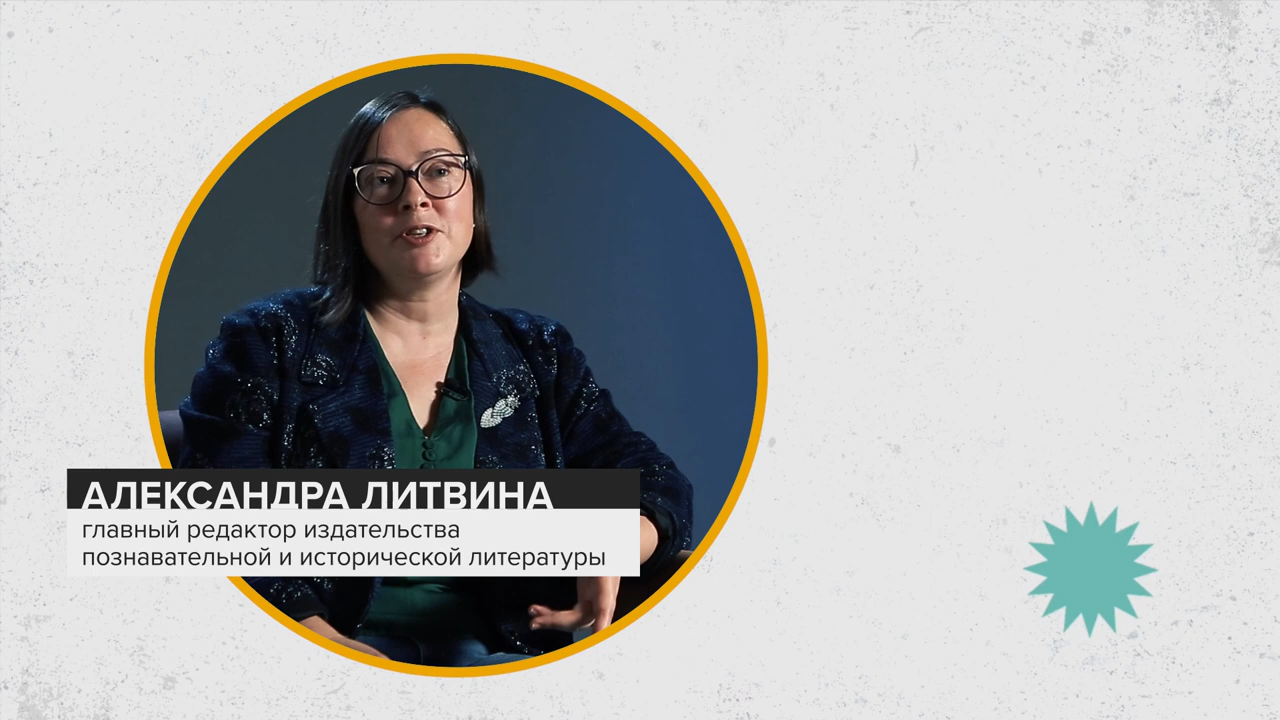 АЛЕКСАНДРА ЛИТВИНА
главный редактор издательства
познавательной и исторической литературы